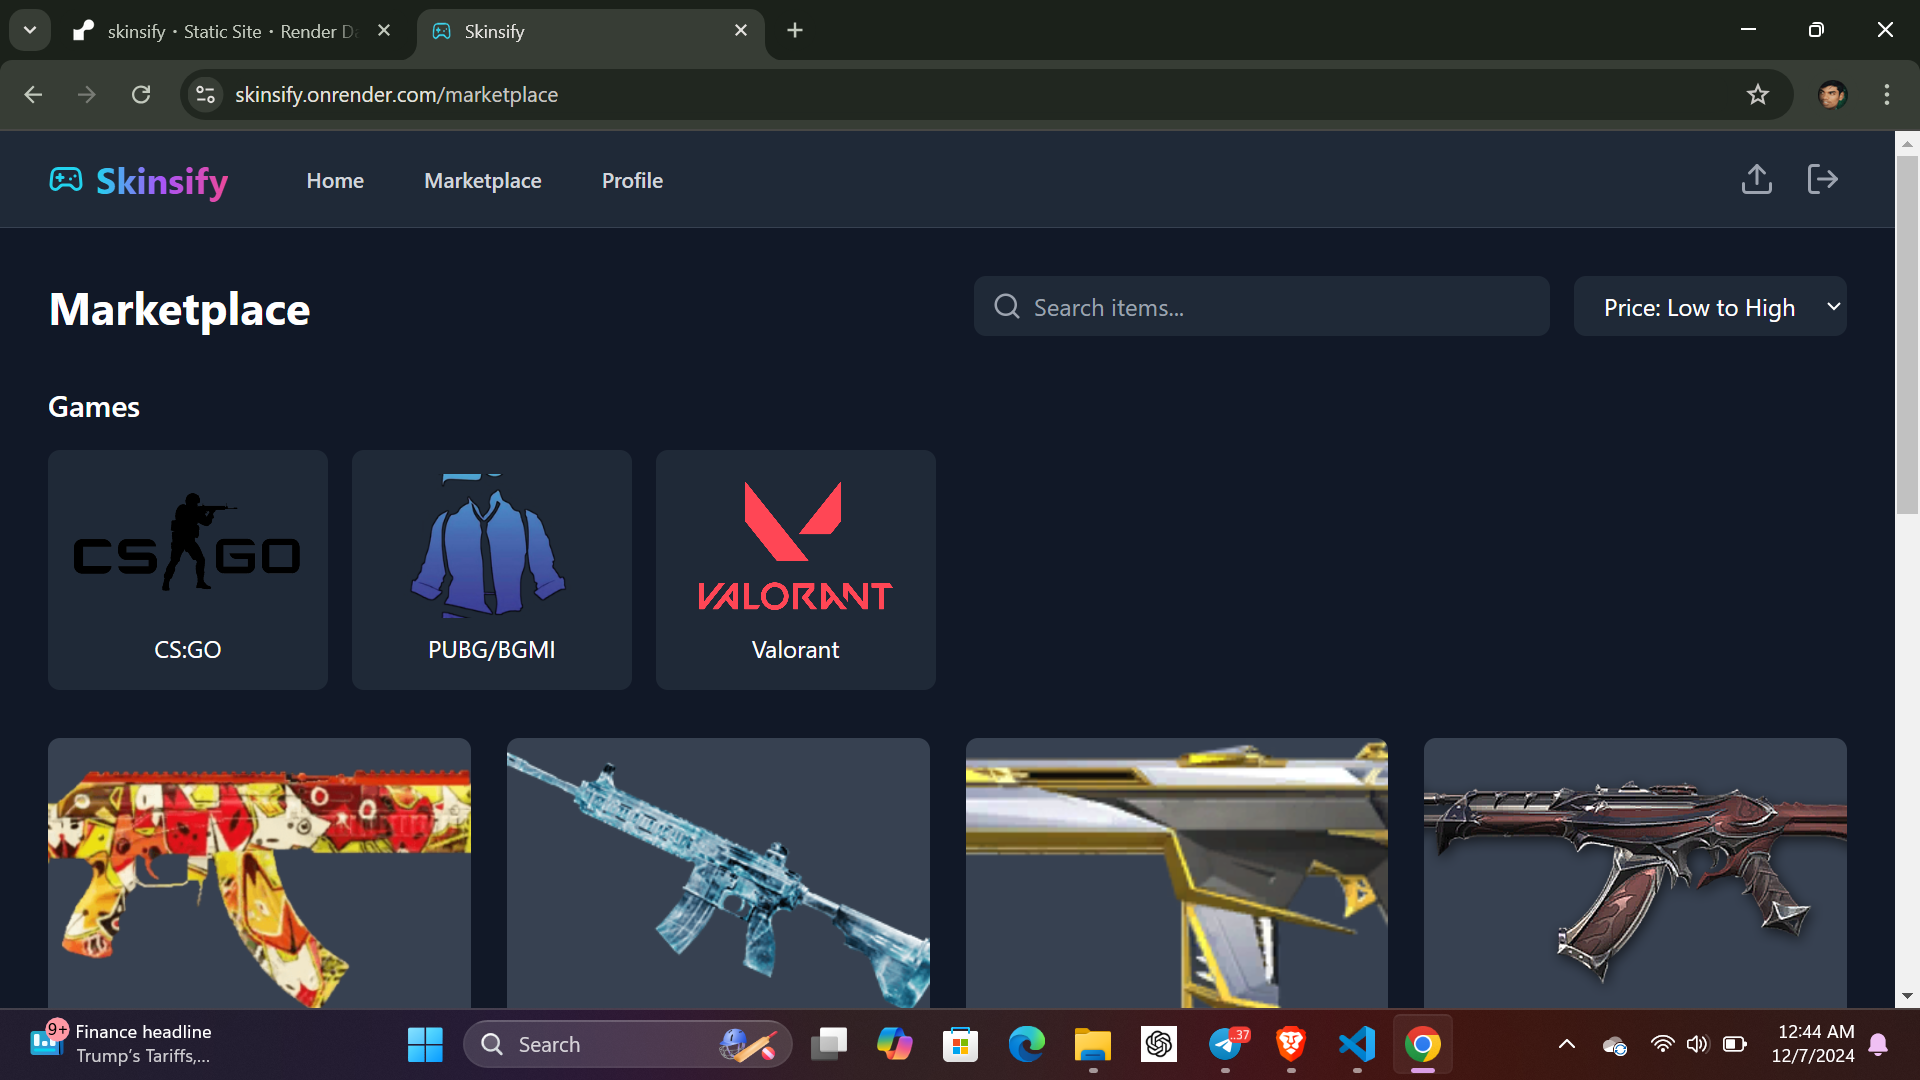 skinsify • Static Site • Render Da
Skinsify
skinsify.onrender.com/marketplace
Skinsify
Home
Marketplace
Profile
Marketplace
Search items...
Price: Low to High
Games
CS GO
VALORANT
CS:GO
PUBG/BGMI
Valorant
9+
Finance headline
Trump's Tariffs,...
Search
.37
12:44 AM
12/7/2024